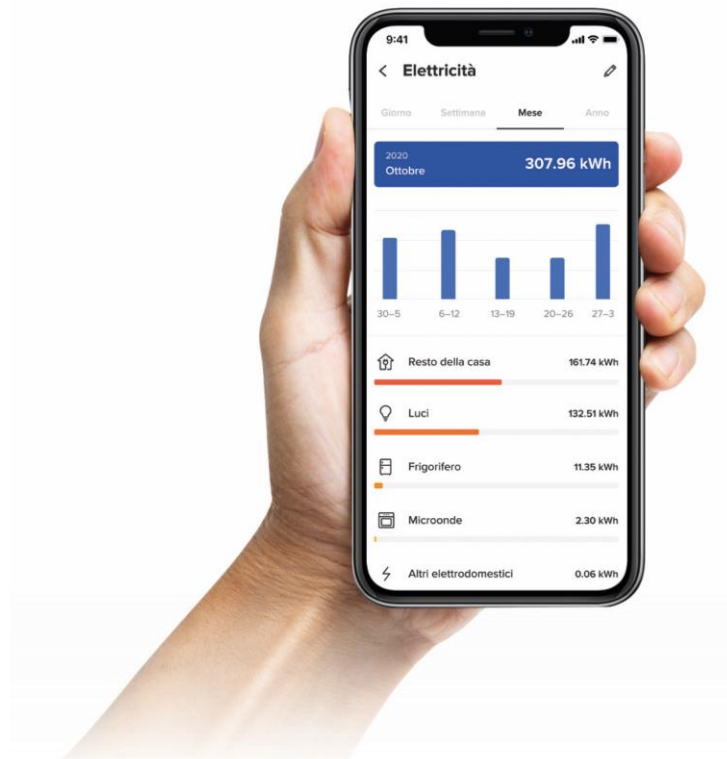 9:41
Elettricità
Giorno Settimana Mese Anno
2020
Ottobre 307.96 kWh
30–5 6–12 13–19 20–26 27–3
Resto della casa 161.74 kWh
Luci 132.51 kWh
Frigorifero 11.35 kWh
Microonde 2.30 kWh
Altri elettrodomestici 0.06 kWh